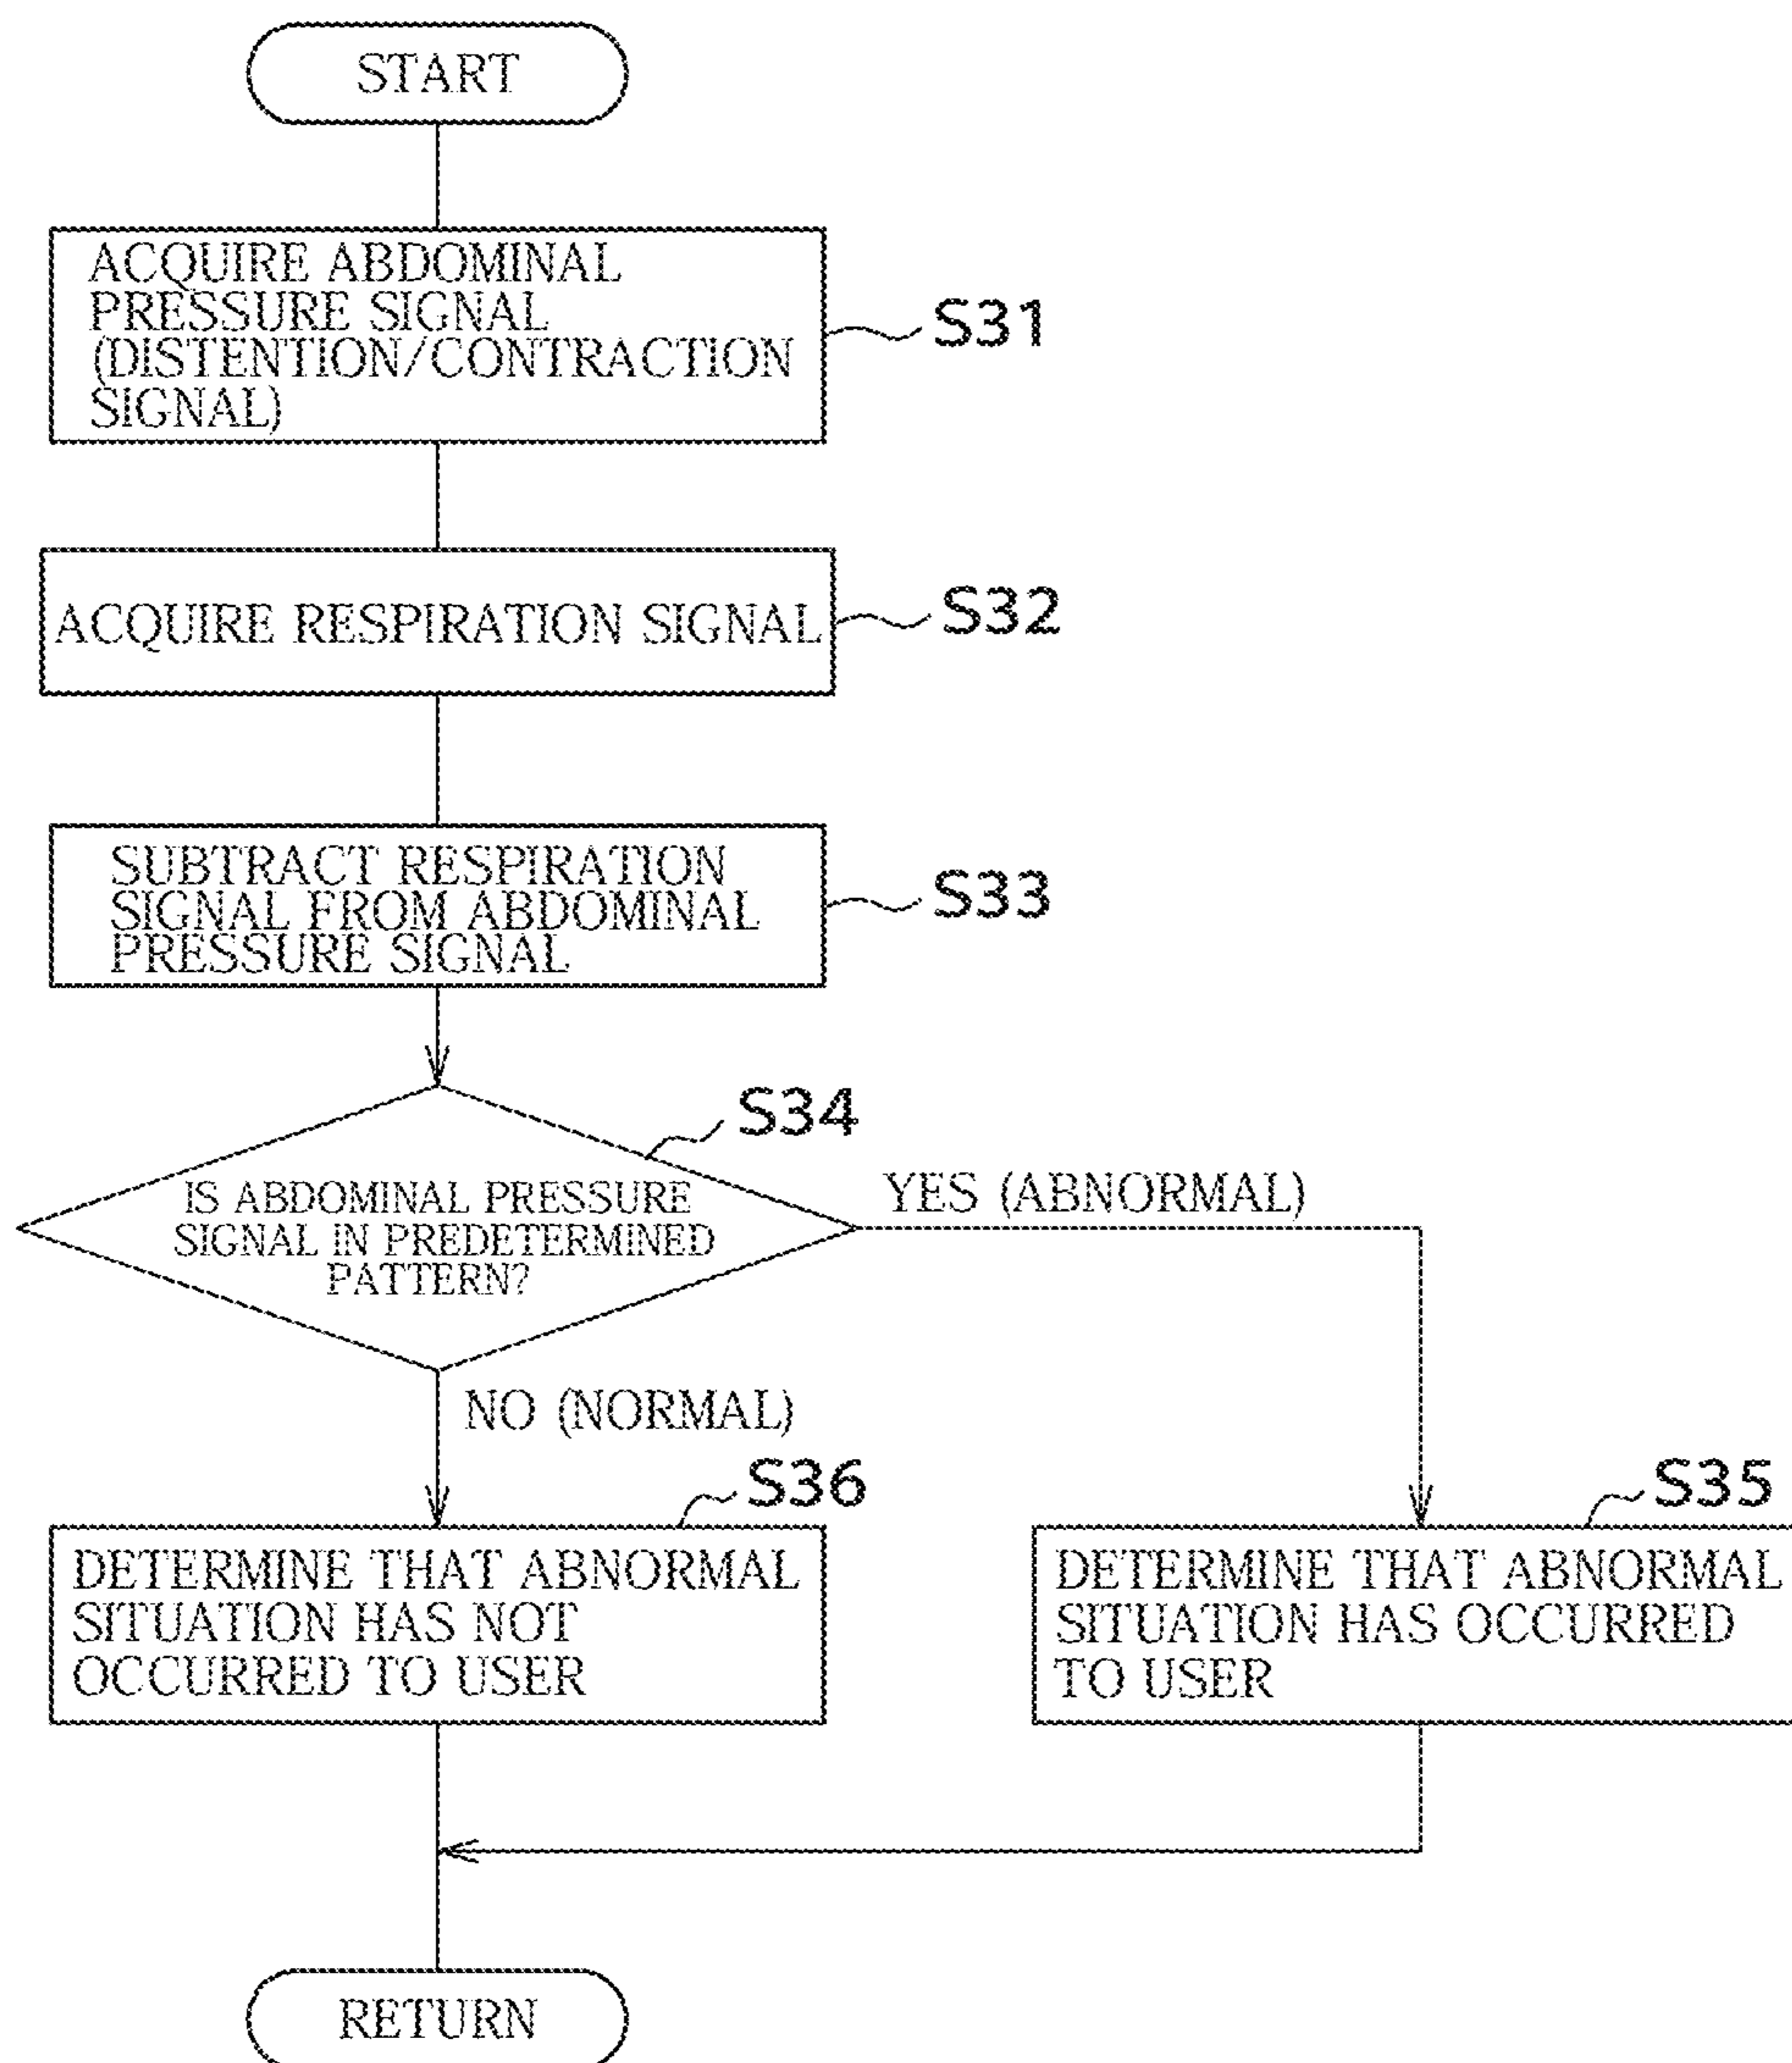 START
ACQUIRE ABDOMINAL
PRESSURE SIGNAL
(DISTENTION/CONTRACTION
SIGNAL)
S31
ACQUIRE RESPIRATION SIGNAL
S32
SUBTRACT RESPIRATION
SIGNAL FROM ABDOMINAL
PRESSURE SIGNAL
S33
S34
IS ABDOMINAL PRESSURE
SIGNAL IN PREDETERMINED
PATTERN?
YES (ABNORMAL)
NO (NORMAL)
S36
DETERMINE THAT ABNORMAL
SITUATION HAS NOT
OCCURRED TO USER
S35
DETERMINE THAT ABNORMAL
SITUATION HAS OCCURRED
TO USER
RETURN